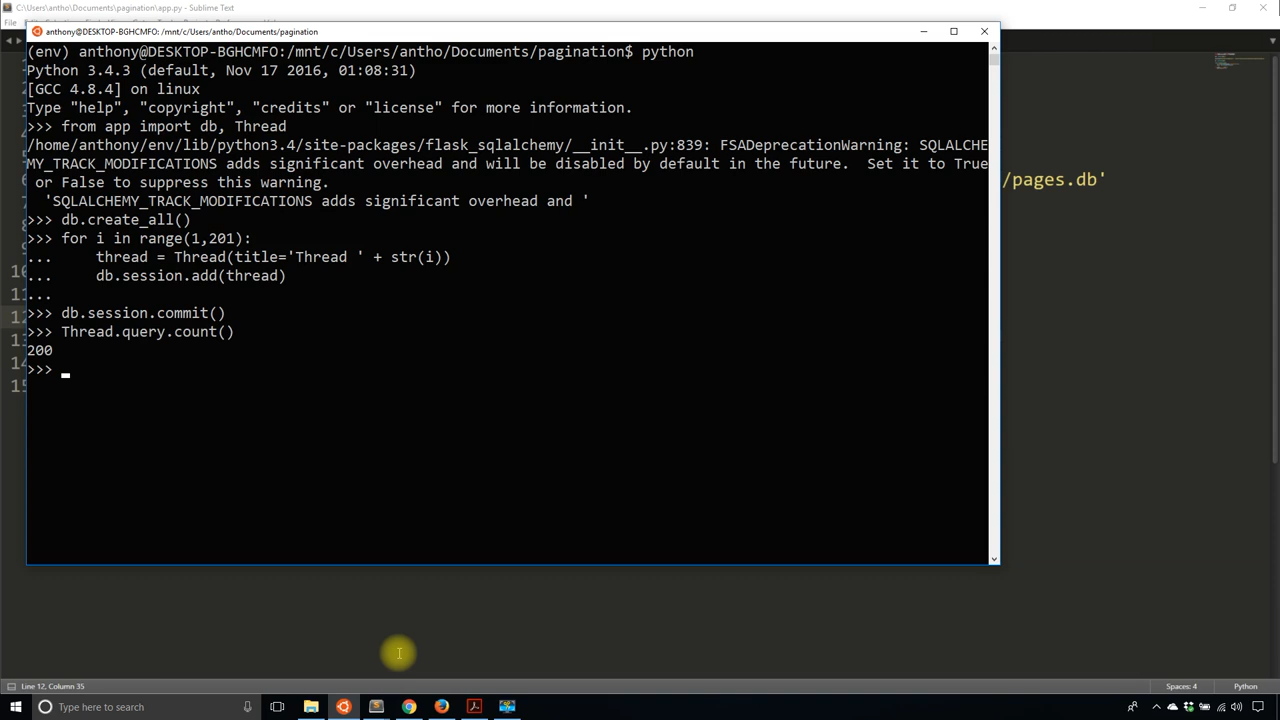 C:\Users\antho\Documents\pagination\app.py - Sublime Text
File
anthony@DESKTOP-BGHCMFO: /mnt/c/Users/antho/Documents/pagination
(env) anthony@DESKTOP-BGHCMFO:/mnt/c/Users/antho/Documents/pagination$ python
Python 3.4.3 (default, Nov 17 2016, 01:08:31)
[GCC 4.8.4] on linux
Type "help", "copyright", "credits" or "license" for more information.
>>> from app import db, Thread
/home/anthony/env/lib/python3.4/site-packages/flask_sqlalchemy/__init__.py:839: FSADeprecationWarning: SQLALCHE
MY_TRACK_MODIFICATIONS adds significant overhead and will be disabled by default in the future.  Set it to True
 or False to suppress this warning.
  'SQLALCHEMY_TRACK_MODIFICATIONS adds significant overhead and '
>>> db.create_all()
>>> for i in range(1,201):
...     thread = Thread(title='Thread ' + str(i))
...     db.session.add(thread)
...
>>> db.session.commit()
>>> Thread.query.count()
200
>>>
/pages.db'
10
11
12
13
14
15
Line 12, Column 35
Spaces: 4
Python
Type here to search